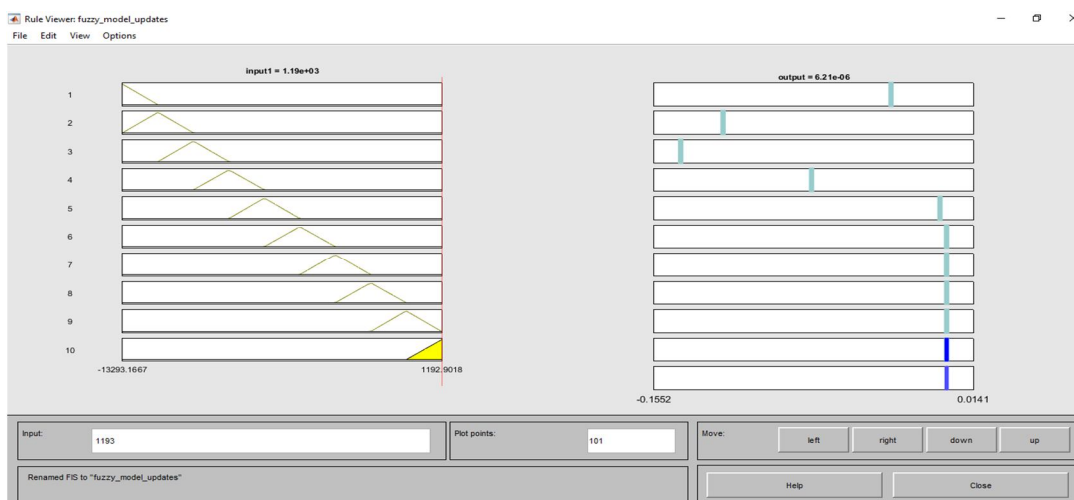 Rule Viewer: fuzzy_model_updates
File Edit View Options
input1 = 1.19e+03
output = 6.21e-06
1
2
3
4
5
6
7
8
9
10
-13293.1667 1192.9018
-0.1552 0.0141
Input: 1193
Plot points: 101
Move: left right down up
Renamed FIS to "fuzzy_model_updates"
Help Close